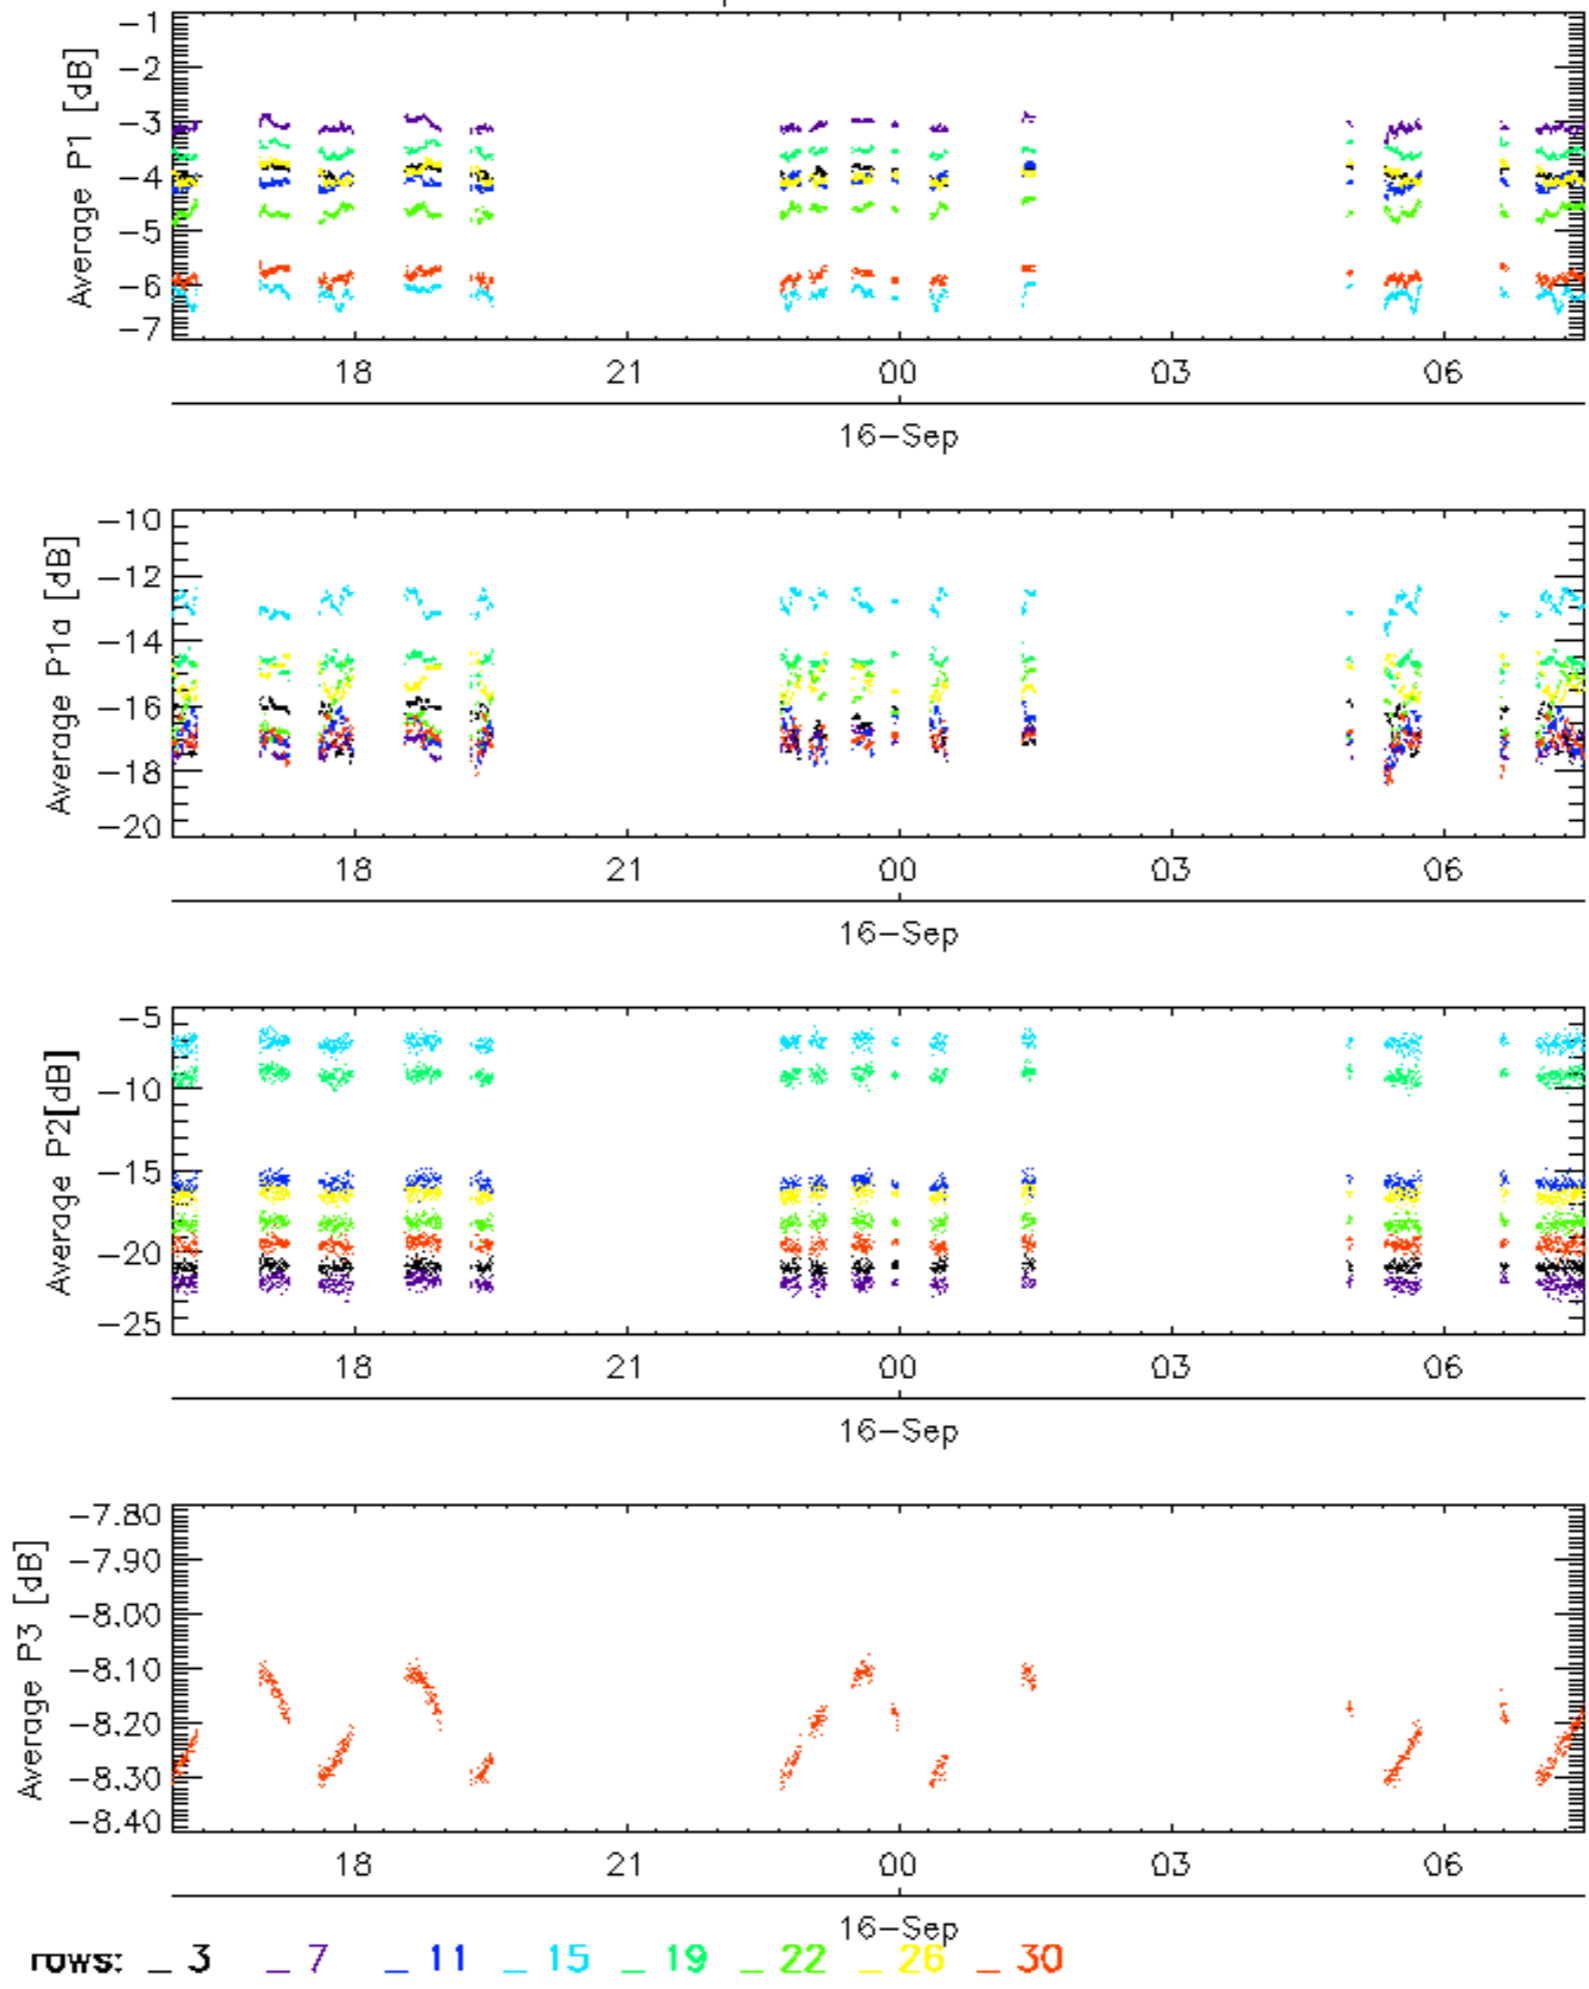 Average P1 [dB]
-1
-2
-3
-4
-5
-6
-7
18 21 00 03 06
16-Sep
Average P1a [dB]
-10
-12
-14
-16
-18
-20
18 21 00 03 06
16-Sep
Average P2[dB]
-5
-10
-15
-20
-25
18 21 00 03 06
16-Sep
Average P3 [dB]
-7.80
-7.90
-8.00
-8.10
-8.20
-8.30
-8.40
18 21 00 03 06
16-Sep
rows: _ 3 _ 7 _ 11 _ 15 _ 19 _ 22 _ 26 _ 30